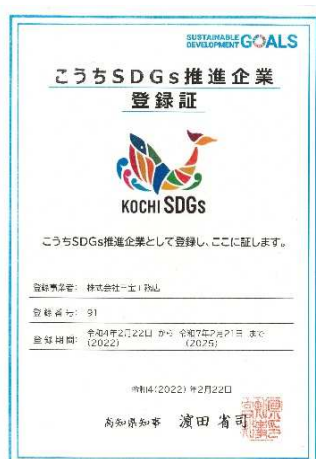 SUSTAINABLE DEVELOPMENT GOALS
こうちSDGs推進企業
登録証
KOCHI SDGs
こうちSDGs推進企業として登録し、ここに証します。
登録事業者： 株式会社
登録番号： 91
登録期間： 令和4年2月22日 から 令和7年2月21日 まで
(2022) (2025)
令和4(2022)年2月22日
高知県知事 濵田 省司